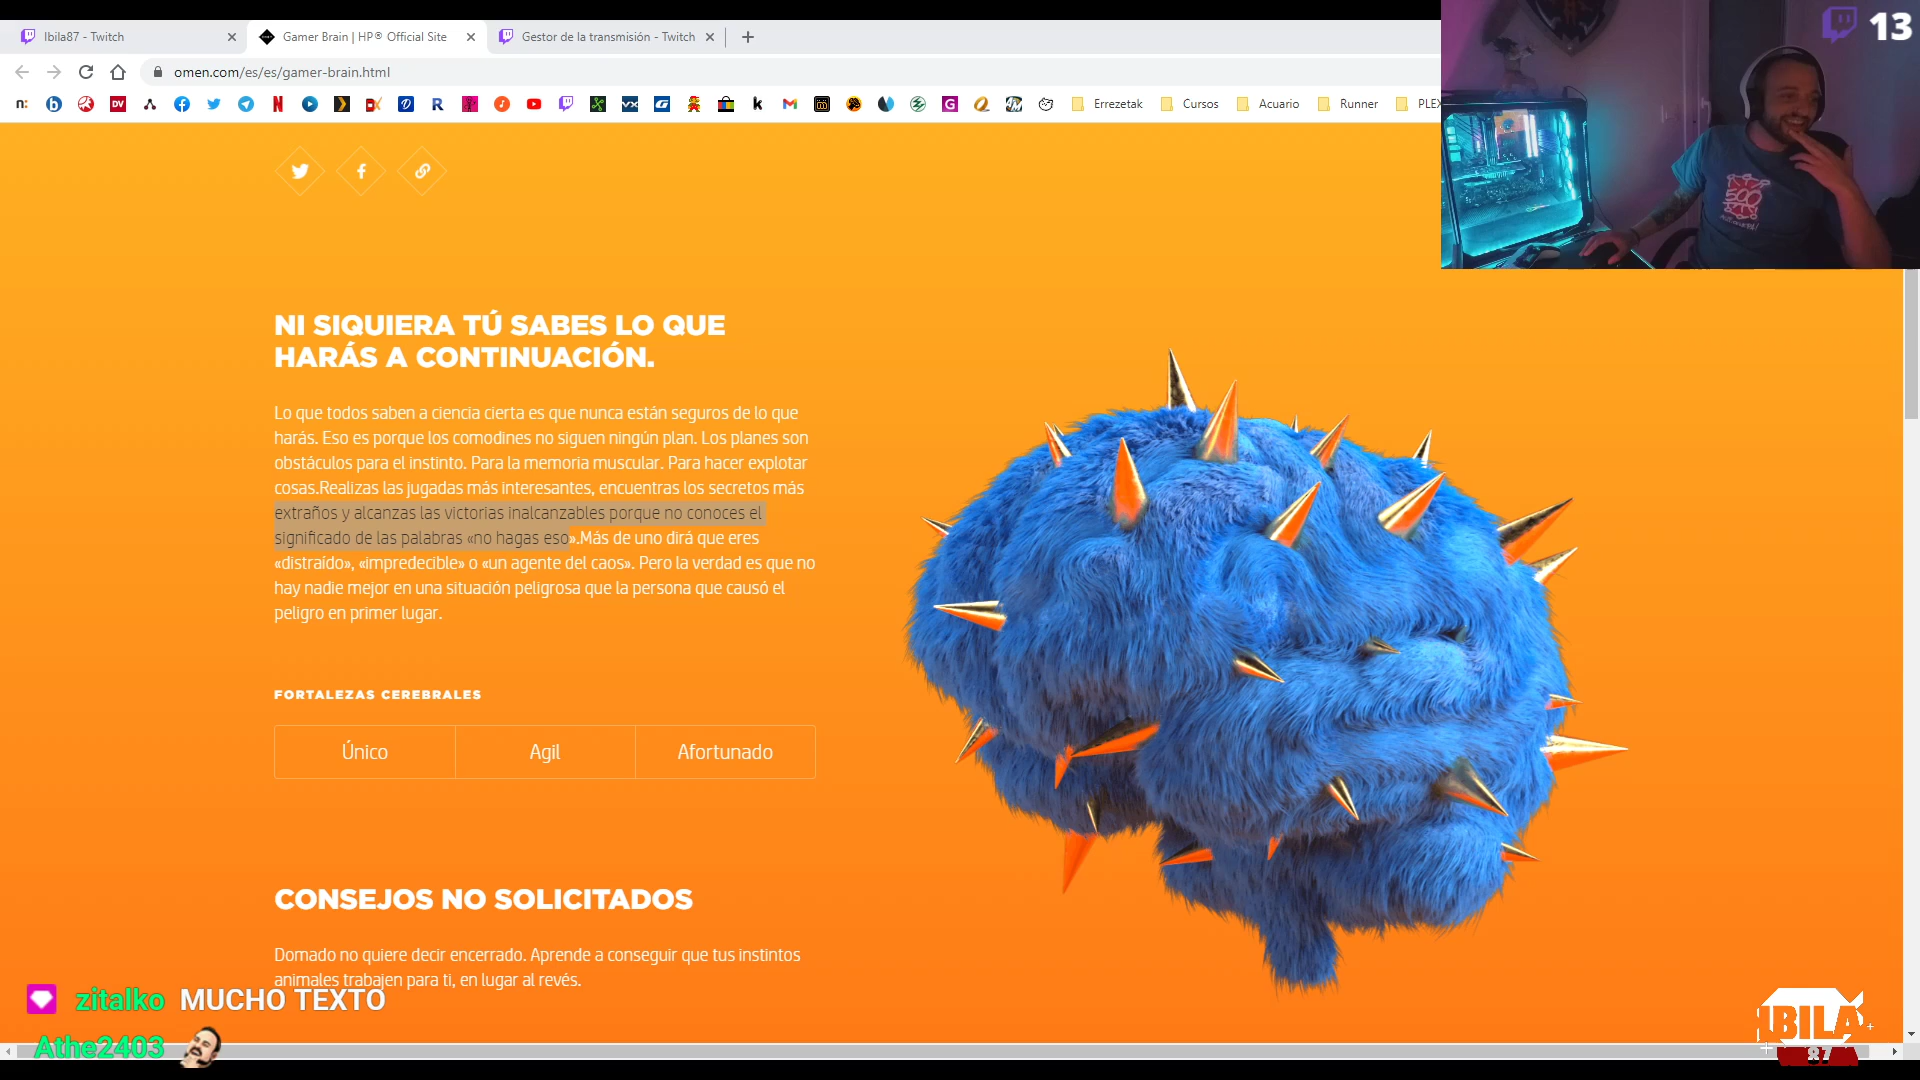 Ibila87 - Twitch
Gamer Brain | HP® Official Site
Gestor de la transmisión - Twitch
13
omen.com/es/es/gamer-brain.html
Errezetak
Cursos
Acuario
Runner
PLEX
NI SIQUIERA TÚ SABES LO QUE
HARÁS A CONTINUACIÓN.
Lo que todos saben a ciencia cierta es que nunca están seguros de lo que
harás. Eso es porque los comodines no siguen ningún plan. Los planes son
obstáculos para el instinto. Para la memoria muscular. Para hacer explotar
cosas.Realizas las jugadas más interesantes, encuentras los secretos más
extraños y alcanzas las victorias inalcanzables porque no conoces el
significado de las palabras «no hagas eso».Más de uno dirá que eres
«distraído», «impredecible» o «un agente del caos». Pero la verdad es que no
hay nadie mejor en una situación peligrosa que la persona que causó el
peligro en primer lugar.
FORTALEZAS CEREBRALES
Único
Agil
Afortunado
CONSEJOS NO SOLICITADOS
Domado no quiere decir encerrado. Aprende a conseguir que tus instintos
animales trabajen para ti, en lugar al revés.
zitalko MUCHO TEXTO
Athe2403
IBILA
87
500